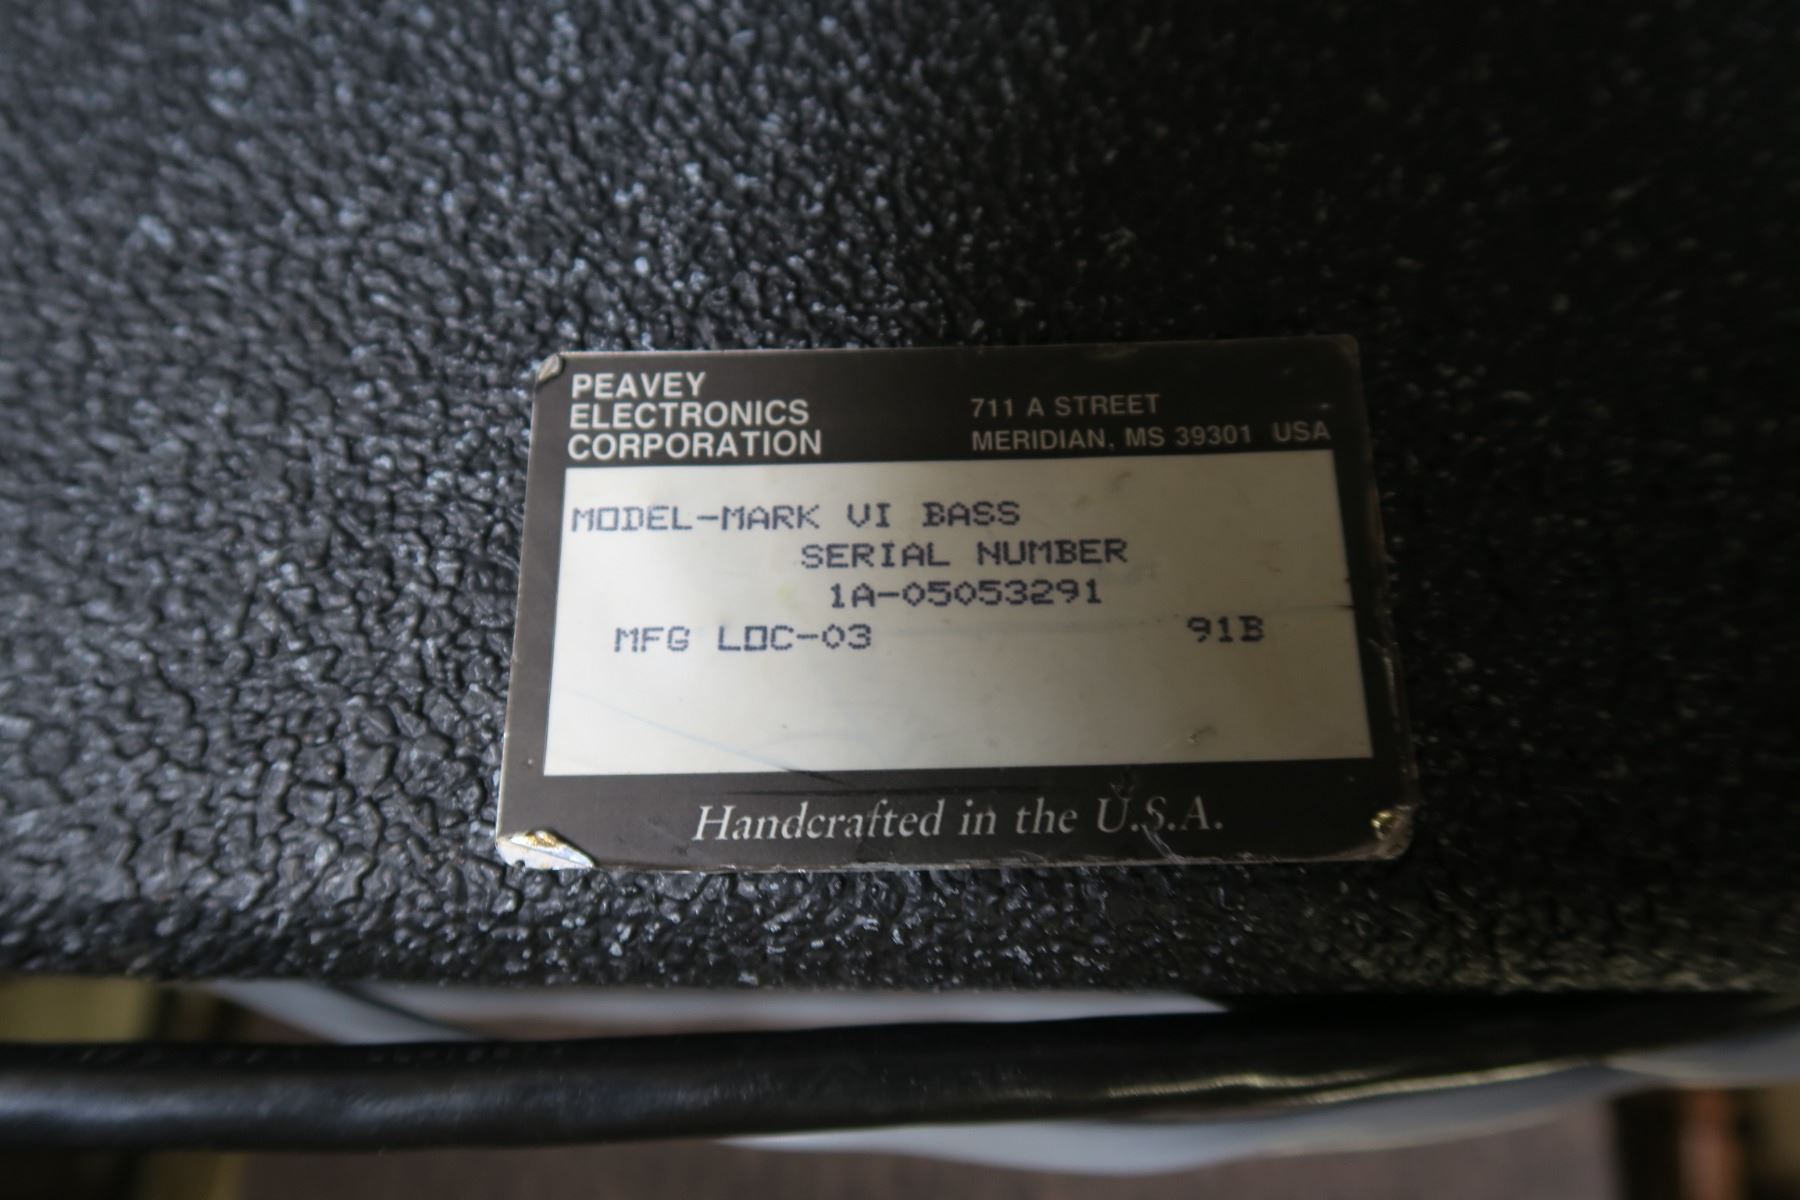 PEAVEY
ELECTRONICS
CORPORATION
711 A STREET
MERIDIAN, MS 39301 USA
MODEL-MARK VI BASS
SERIAL NUMBER
1A-05053291
MFG LOC-03 91B
Handcrafted in the U.S.A.